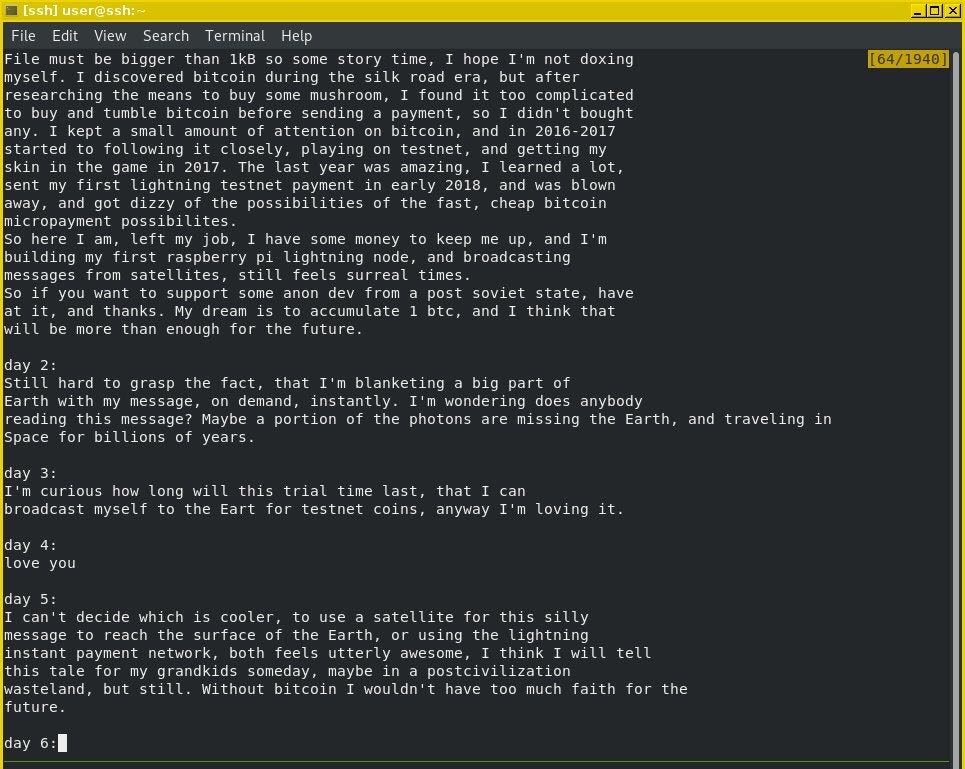 [ssh] user@ssh:~
File Edit View Search Terminal Help
File must be bigger than 1kB so some story time, I hope I'm not doxing [64/1940]
myself. I discovered bitcoin during the silk road era, but after
researching the means to buy some mushroom, I found it too complicated
to buy and tumble bitcoin before sending a payment, so I didn't bought
any. I kept a small amount of attention on bitcoin, and in 2016-2017
started to following it closely, playing on testnet, and getting my
skin in the game in 2017. The last year was amazing, I learned a lot,
sent my first lightning testnet payment in early 2018, and was blown
away, and got dizzy of the possibilities of the fast, cheap bitcoin
micropayment possibilites.
So here I am, left my job, I have some money to keep me up, and I'm
building my first raspberry pi lightning node, and broadcasting
messages from satellites, still feels surreal times.
So if you want to support some anon dev from a post soviet state, have
at it, and thanks. My dream is to accumulate 1 btc, and I think that
will be more than enough for the future.
day 2:
Still hard to grasp the fact, that I'm blanketing a big part of
Earth with my message, on demand, instantly. I'm wondering does anybody
reading this message? Maybe a portion of the photons are missing the Earth, and traveling in
Space for billions of years.
day 3:
I'm curious how long will this trial time last, that I can
broadcast myself to the Eart for testnet coins, anyway I'm loving it.
day 4:
love you
day 5:
I can't decide which is cooler, to use a satellite for this silly
message to reach the surface of the Earth, or using the lightning
instant payment network, both feels utterly awesome, I think I will tell
this tale for my grandkids someday, maybe in a postcivilization
wasteland, but still. Without bitcoin I wouldn't have too much faith for the
future.
day 6: